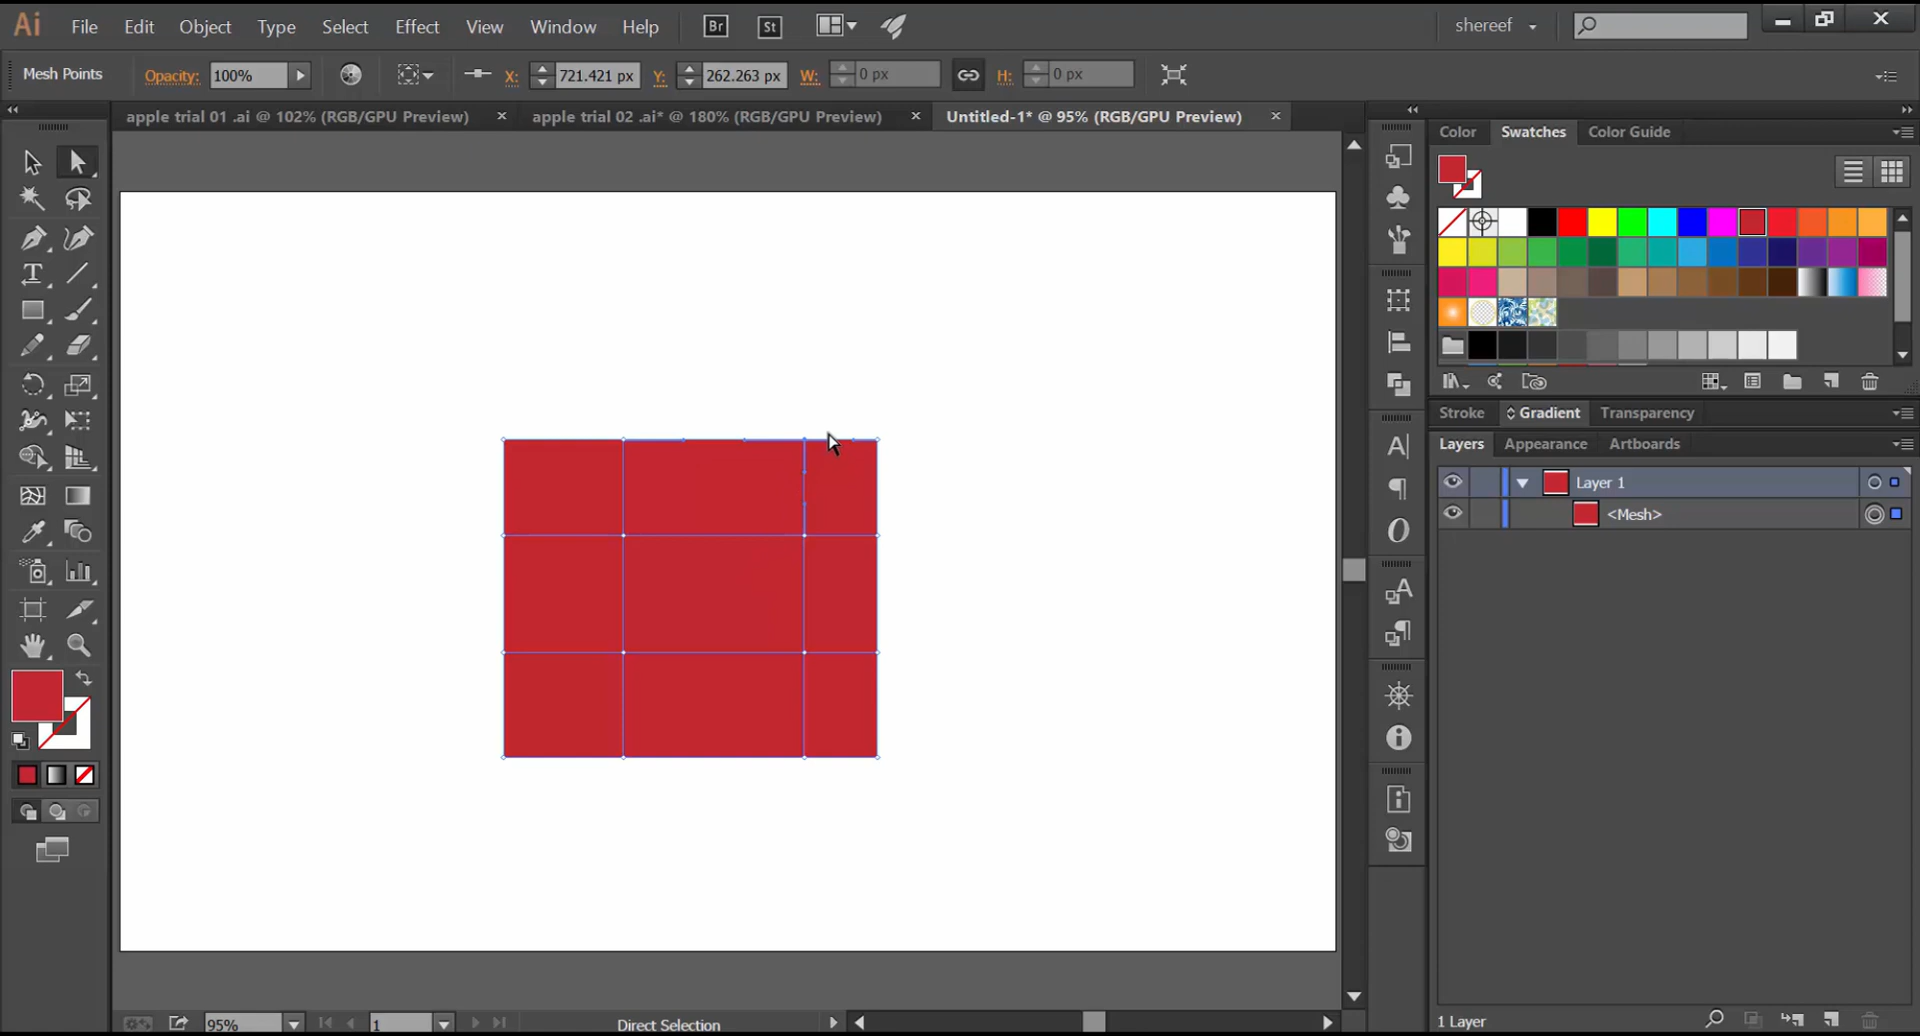 Ai File Edit Object Type Select Effect View Window Help Br St shereef
Mesh Points Opacity: 100% X: 721.421 px Y: 262.263 px W: 0 px H: 0 px
apple trial 01 .ai @ 102% (RGB/GPU Preview) × apple trial 02 .ai* @ 180% (RGB/GPU Preview) × Untitled-1* @ 95% (RGB/GPU Preview) ×
Color Swatches Color Guide
Stroke Gradient Transparency
Layers Appearance Artboards
Layer 1
<Mesh>
95% 1 Direct Selection 1 Layer